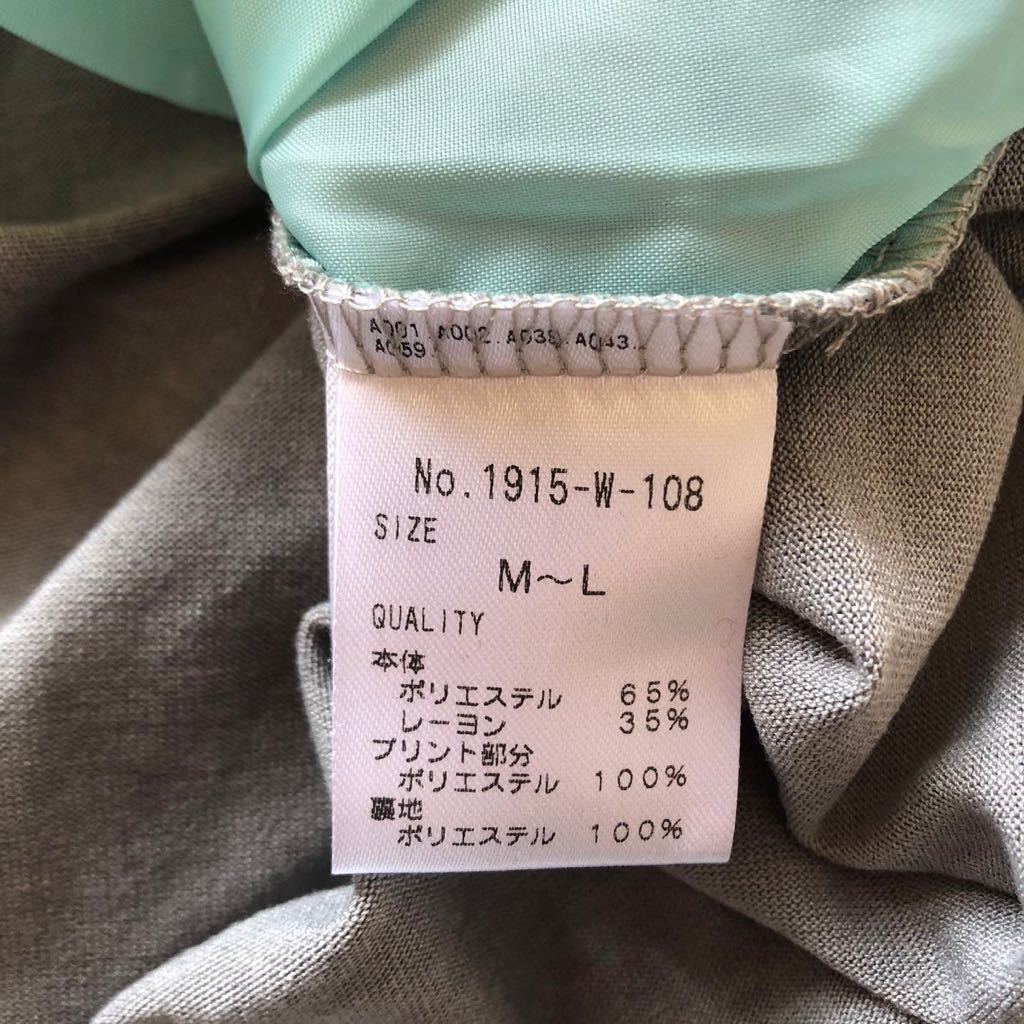 A001.A002.A038.A043..
A059
No.1915-W-108
SIZE
M～L
QUALITY
本体
ポリエステル 65%
レーヨン 35%
プリント部分
ポリエステル 100%
裏地
ポリエステル 100%